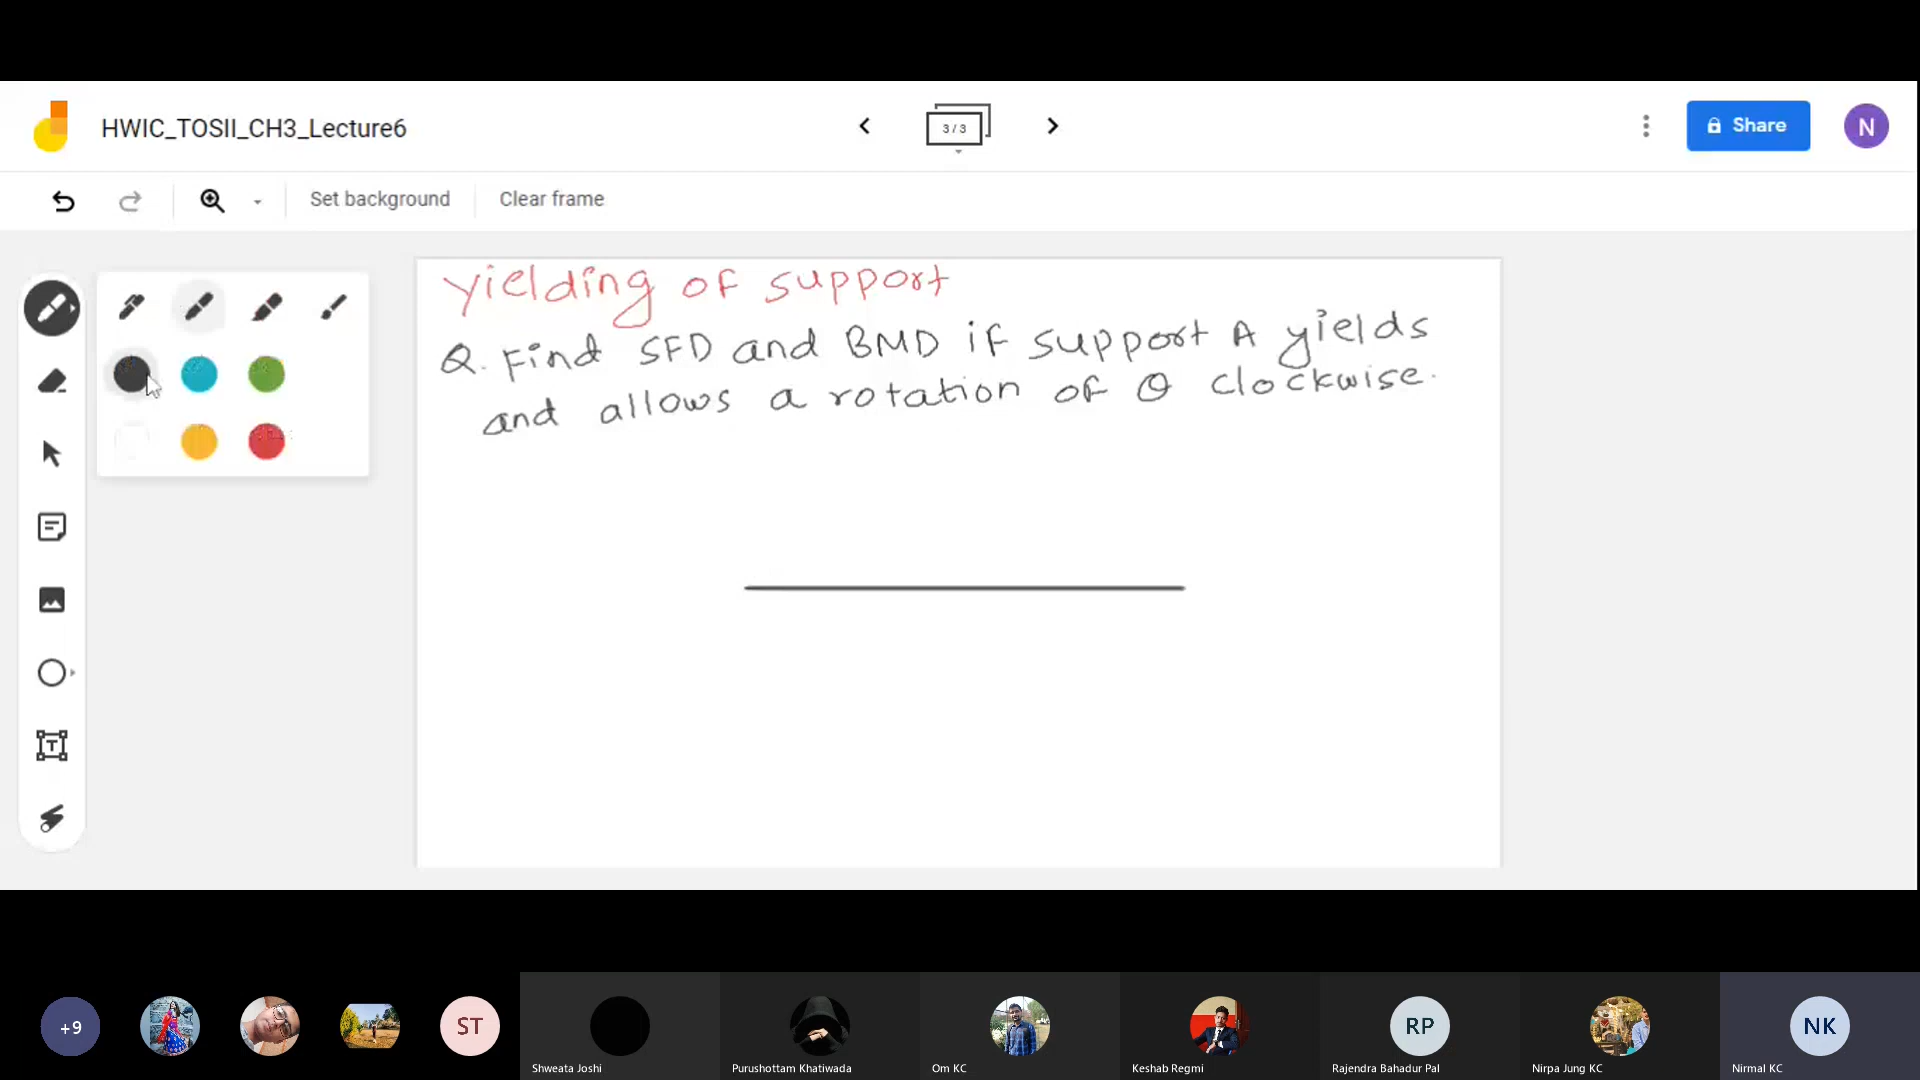 HWIC_TOSII_CH3_Lecture6
3 / 3
Share
N
Set background
Clear frame
Yielding of support
Q. Find SFD and BMD if support A yields
and allows a rotation of θ clockwise.
+9
ST
RP
NK
Shweata Joshi
Purushottam Khatiwada
Om KC
Keshab Regmi
Rajendra Bahadur Pal
Nirpa Jung KC
Nirmal KC